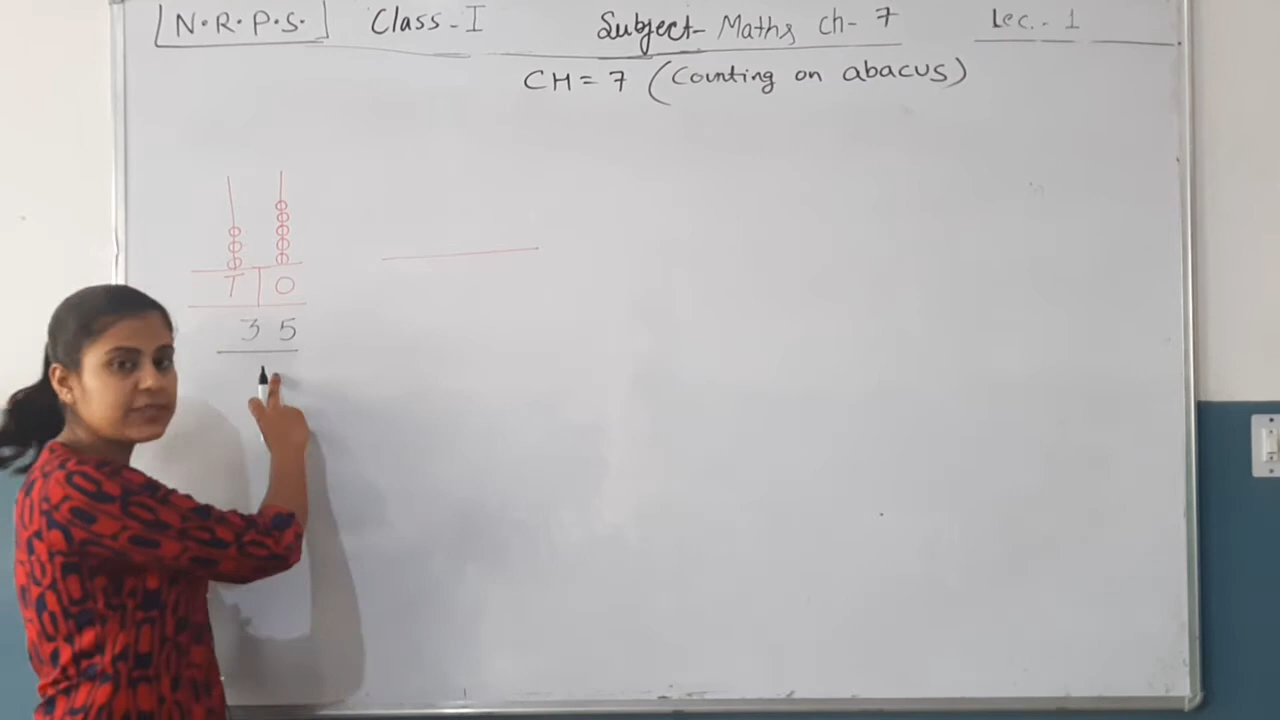 N.R.P.S. Class-I Subject- Maths Ch- 7 Lec.- 1
CH = 7 (Counting on abacus)
T O
3 5